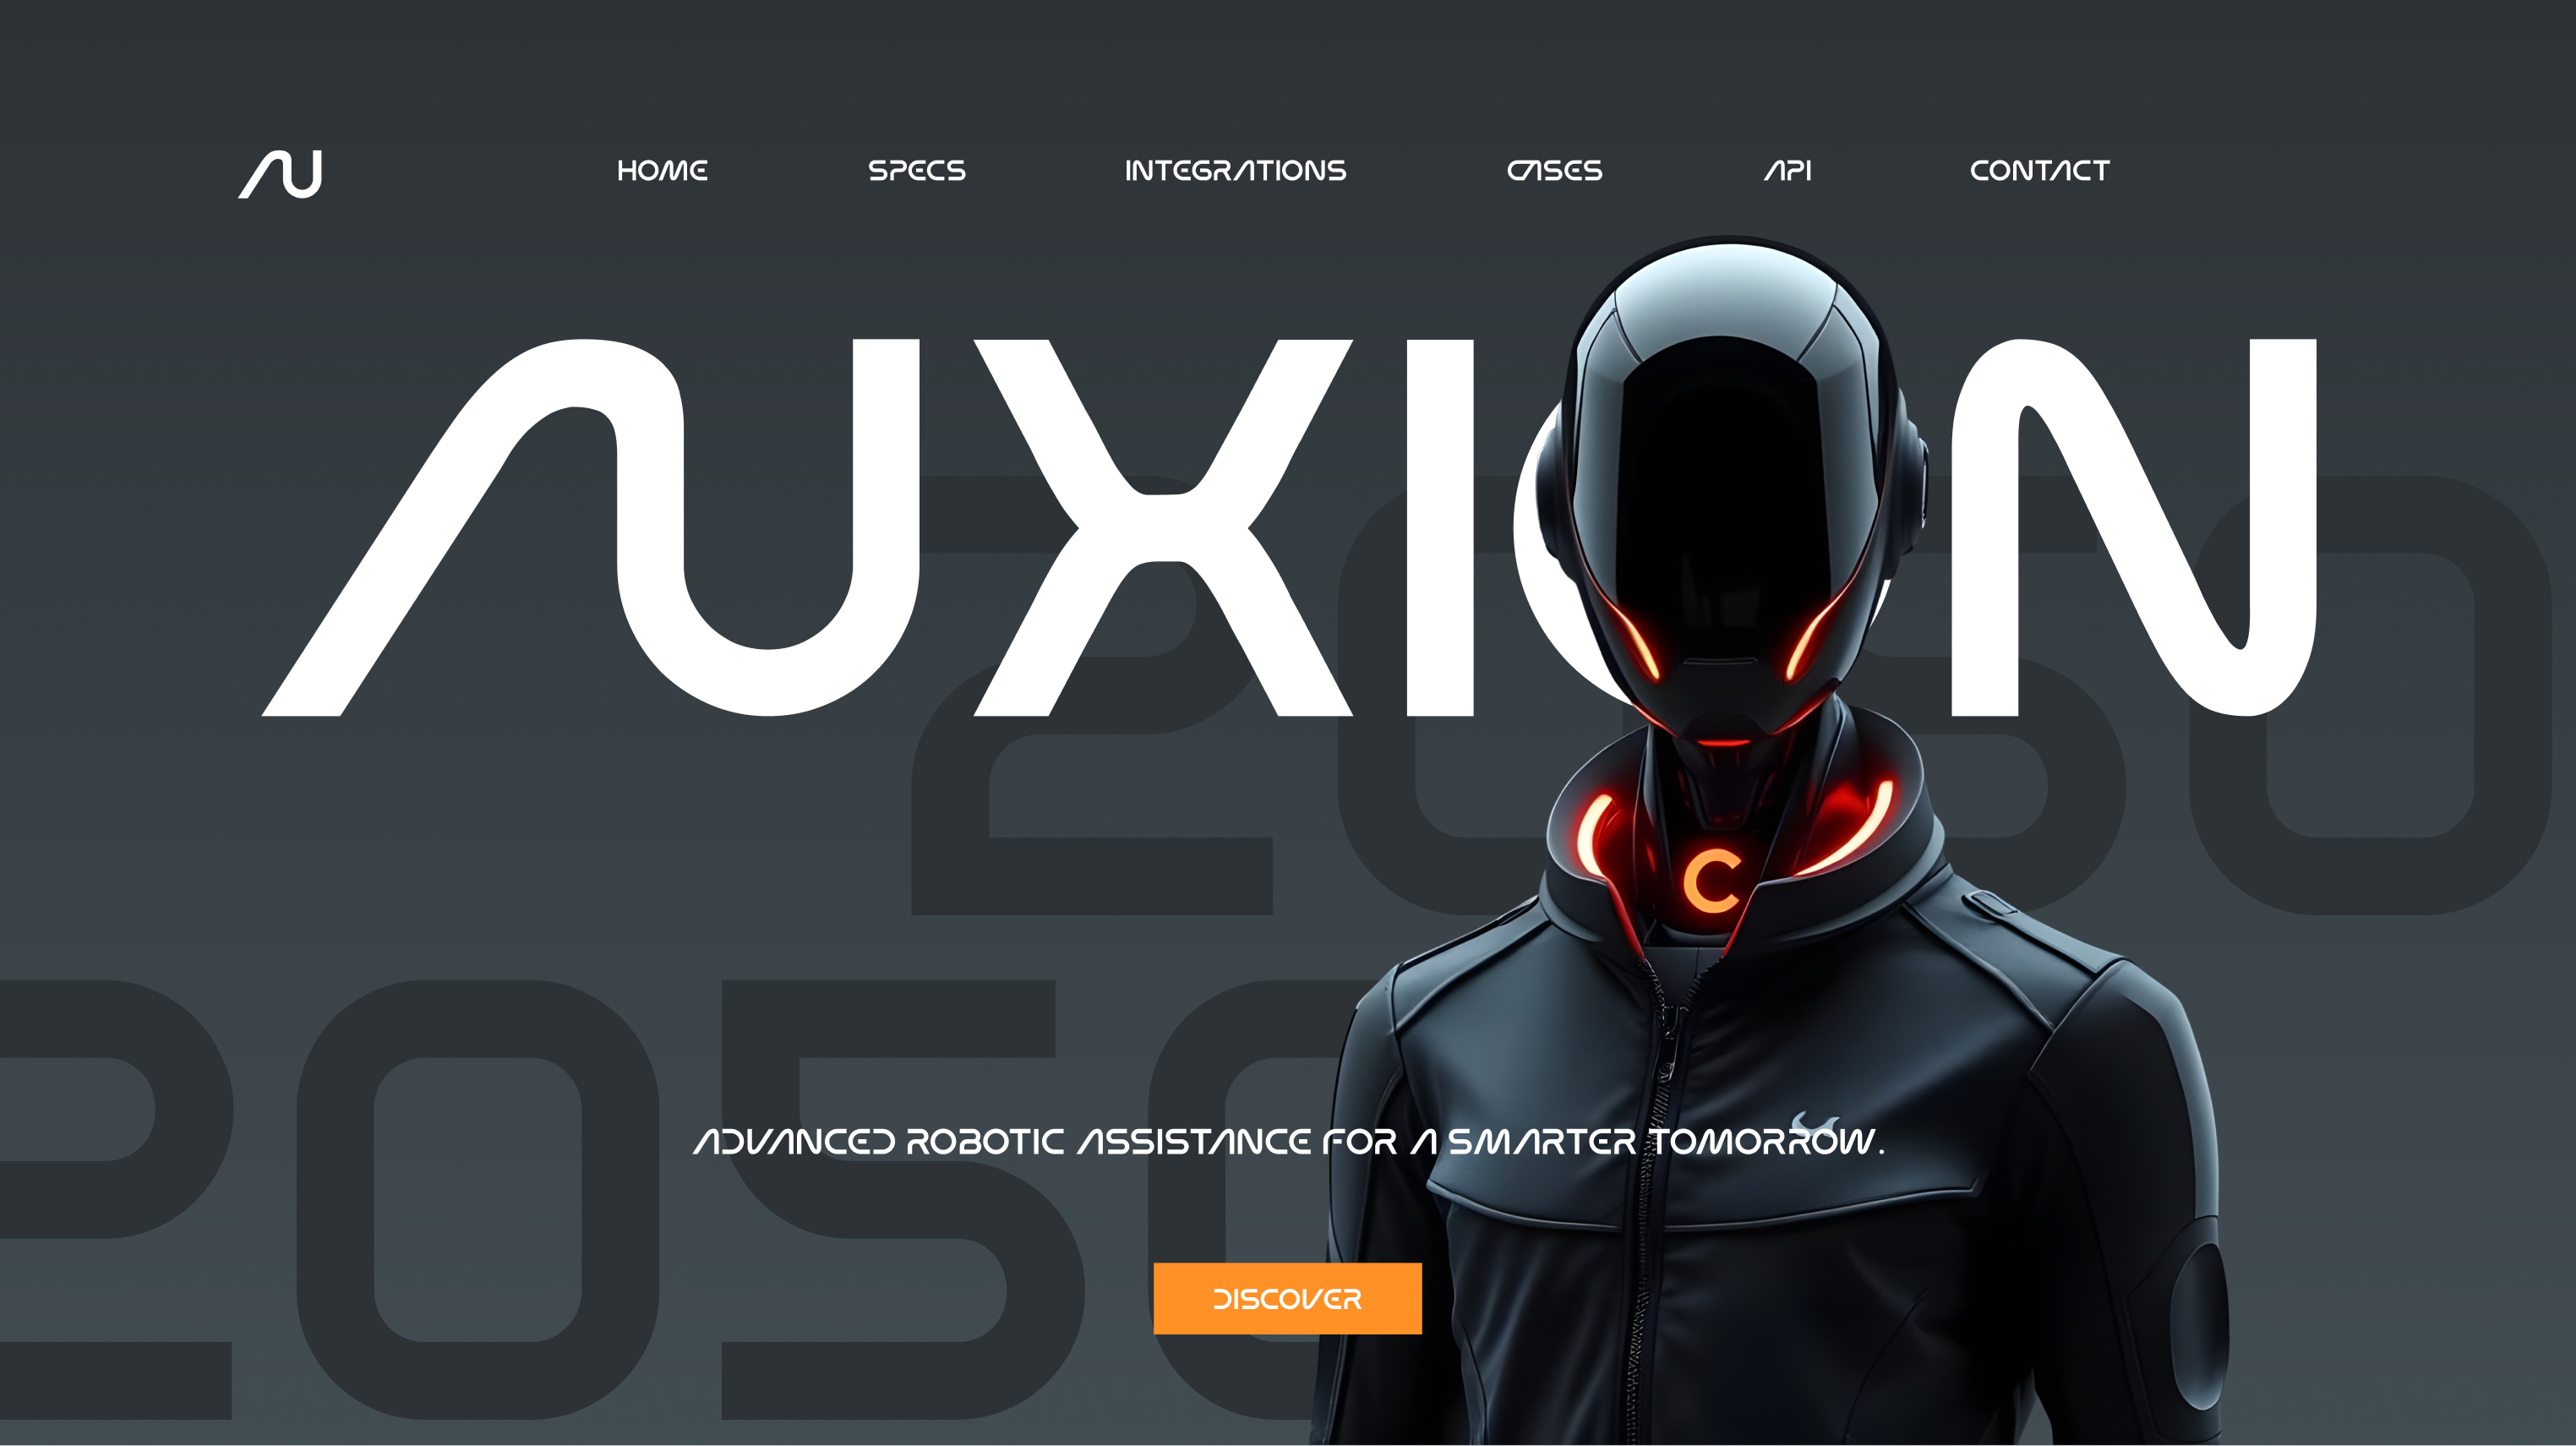 AU
HOME SPECS INTEGRATIONS CASES API CONTACT
AUXION
2050
C
2050
ADVANCED ROBOTIC ASSISTANCE FOR A SMARTER TOMORROW.
DISCOVER